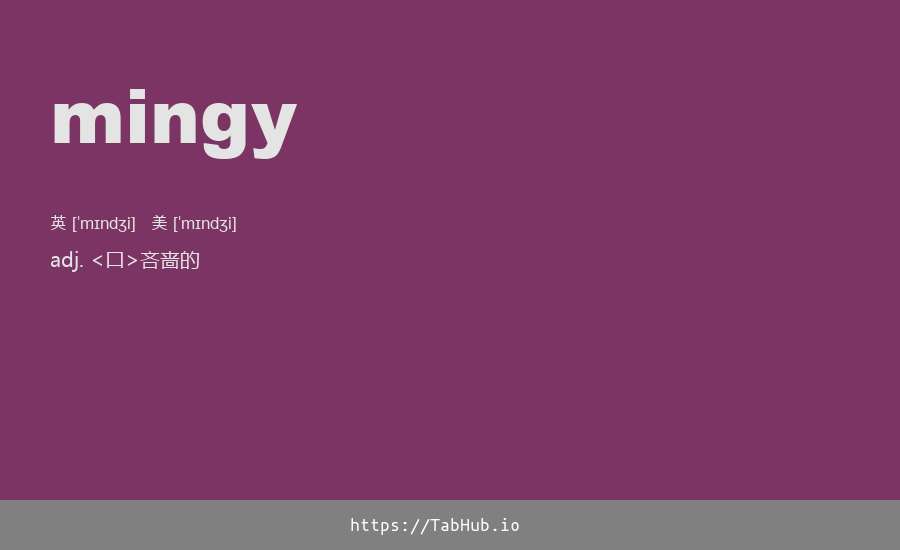 mingy
英 [ˈmɪndʒi] 美 [ˈmɪndʒi]
adj. <口>吝啬的
https://TabHub.io